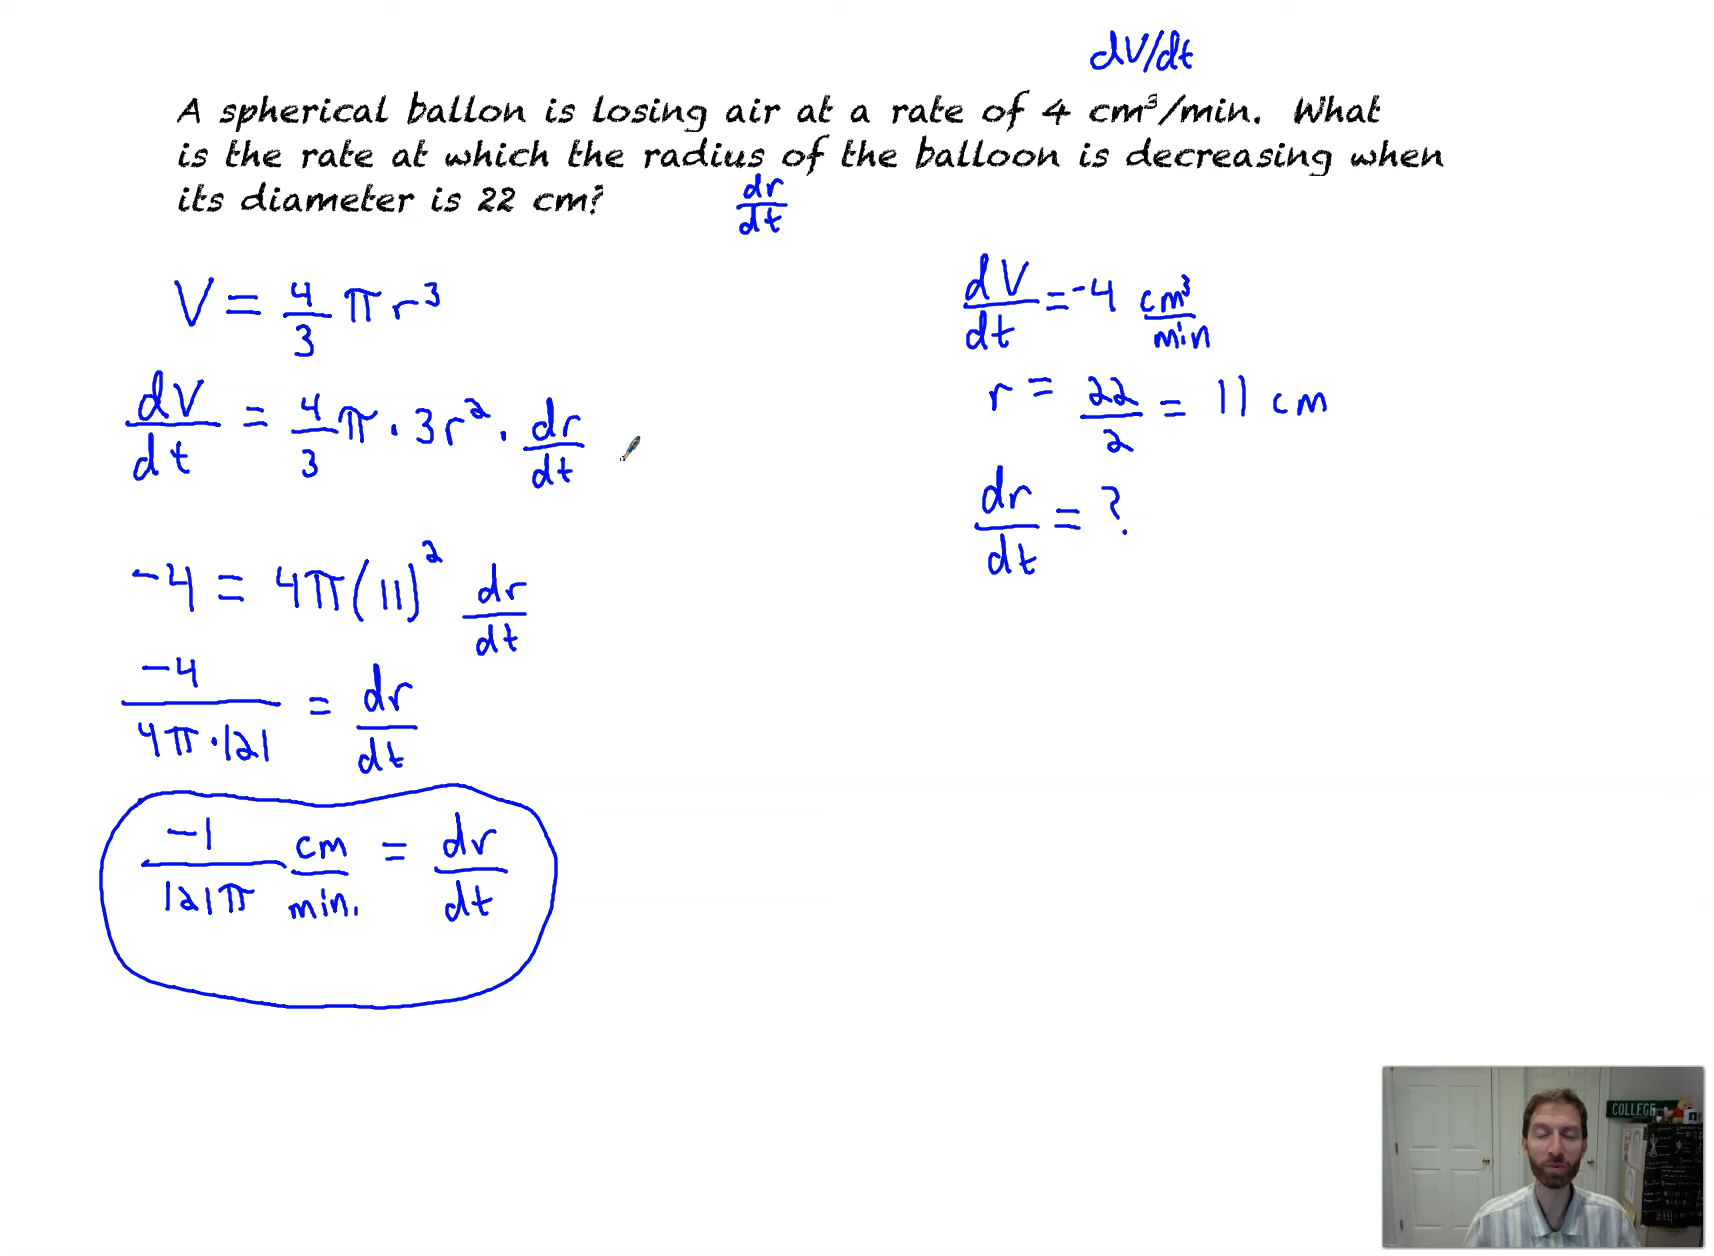 dV/dt
A spherical ballon is losing air at a rate of 4 cm³/min. What
is the rate at which the radius of the balloon is decreasing when
its diameter is 22 cm?
dr/dt
V = 4/3 π r³
dV/dt = 4/3 π · 3r² · dr/dt
-4 = 4π(11)² dr/dt
-4/4π·121 = dr/dt
-1/121π cm/min. = dr/dt
dV/dt = -4 cm³/min
r = 22/2 = 11 cm
dr/dt = ?
COLLEGE